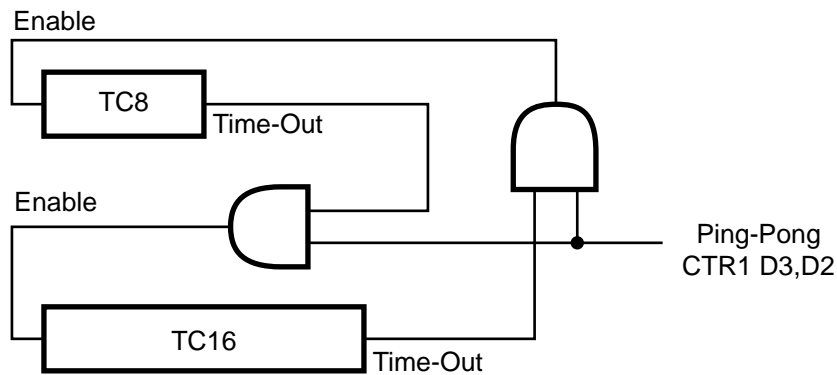 Enable
TC8
Time-Out
Enable
Ping-Pong
CTR1 D3,D2
TC16
Time-Out